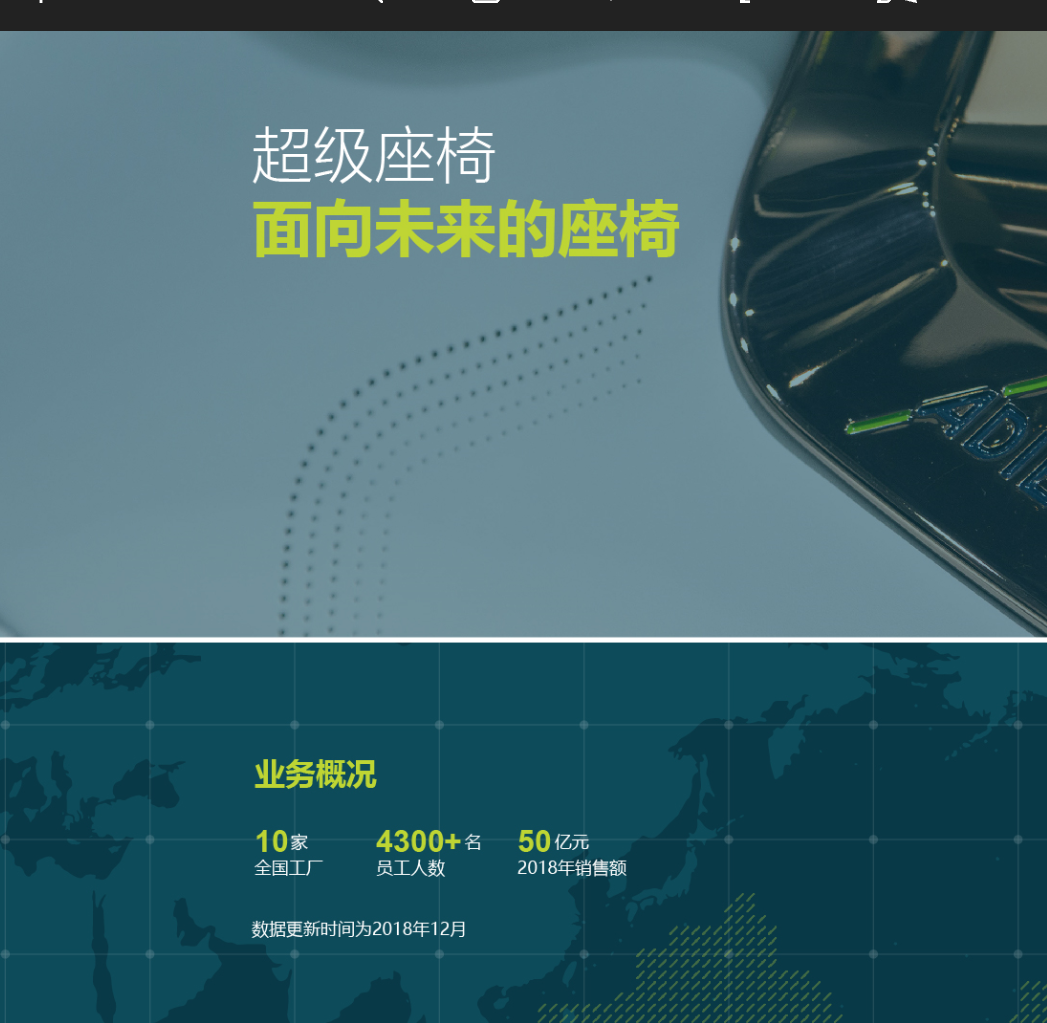 超级座椅
面向未来的座椅
业务概况
10家 4300+名 50亿元
全国工厂 员工人数 2018年销售额
数据更新时间为2018年12月